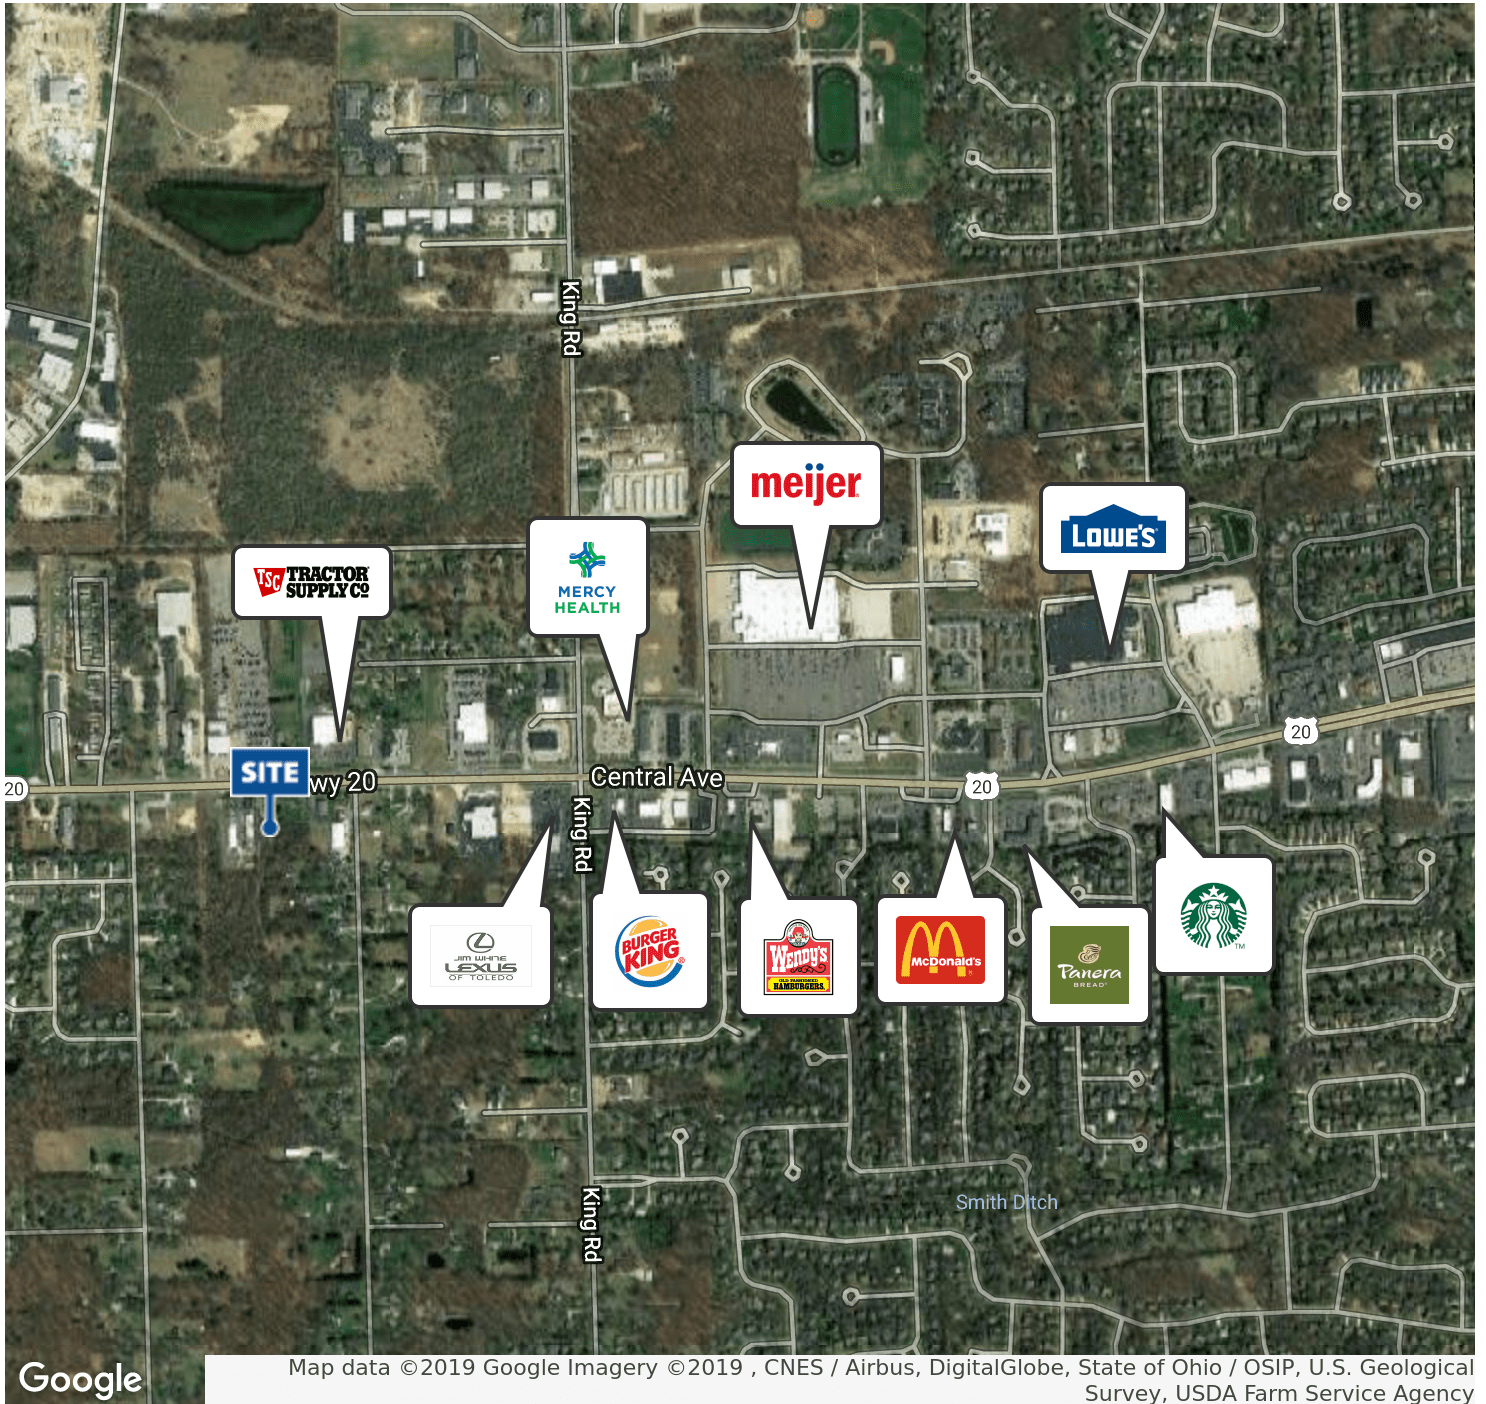 King Rd
meijer
LOWE'S
TSC TRACTOR
SUPPLY CO
MERCY
HEALTH
20
20
SITE
wy 20
Central Ave
20
King Rd
JIM WHITE
LEXUS
OF TOLEDO
BURGER
KING
WENDY'S
OLD FASHIONED
HAMBURGERS.
McDonald's
Panera
BREAD
TM
King Rd
Smith Ditch
Google
Map data ©2019 Google Imagery ©2019 , CNES / Airbus, DigitalGlobe, State of Ohio / OSIP, U.S. Geological
Survey, USDA Farm Service Agency